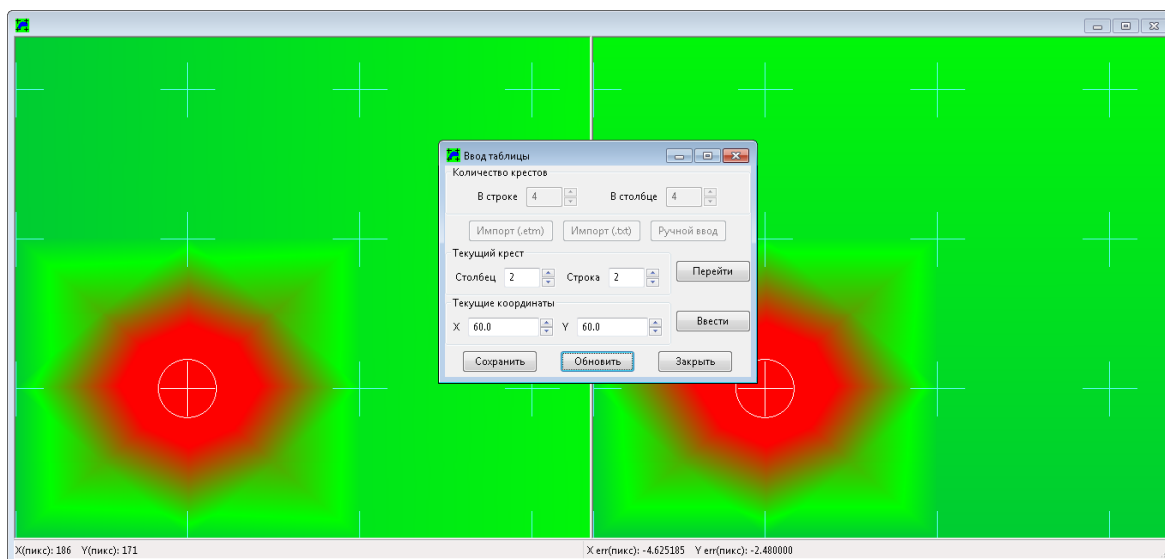 Ввод таблицы
Количество крестов
В строке 4 В столбце 4
Импорт (.etm) Импорт (.txt) Ручной ввод
Текущий крест
Столбец 2 Строка 2 Перейти
Текущие координаты
X 60.0 Y 60.0 Ввести
Сохранить Обновить Закрыть
X(пикс): 186 Y(пикс): 171 X err(пикс): -4.625185 Y err(пикс): -2.480000